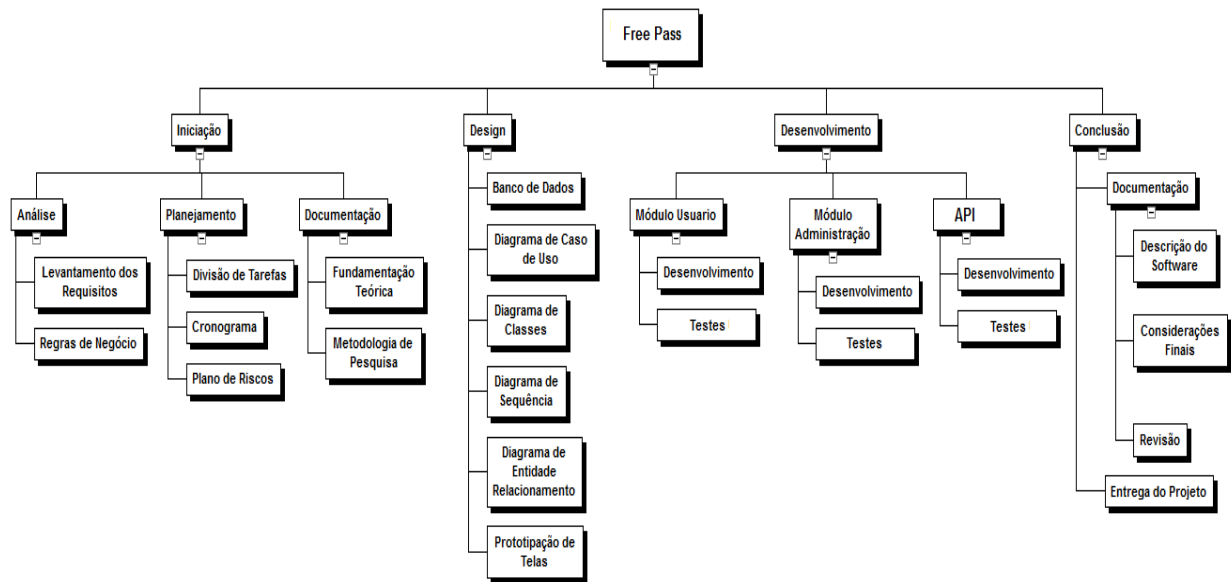 Free Pass
Iniciação
Design
Desenvolvimento
Conclusão
Análise
Levantamento dos
Requisitos
Regras de Negócio
Planejamento
Divisão de Tarefas
Cronograma
Plano de Riscos
Documentação
Fundamentação
Teórica
Metodologia de
Pesquisa
Banco de Dados
Diagrama de Caso
de Uso
Diagrama de
Classes
Diagrama de
Sequência
Diagrama de
Entidade
Relacionamento
Prototipação de
Telas
Módulo Usuario
Desenvolvimento
Testes
Módulo
Administração
Desenvolvimento
Testes
API
Desenvolvimento
Testes
Documentação
Descrição do
Software
Considerações
Finais
Revisão
Entrega do Projeto